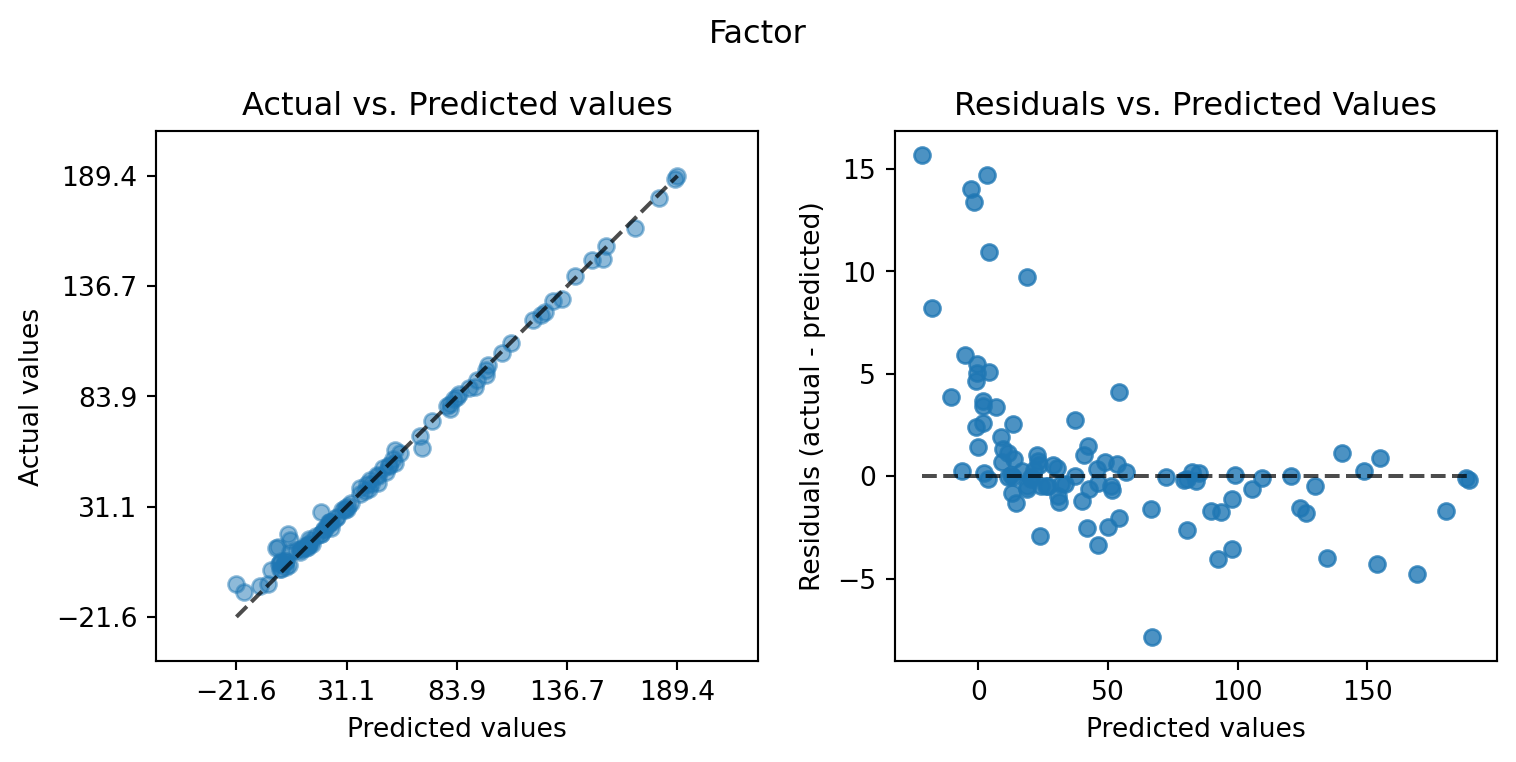 Factor
Actual vs. Predicted values
Actual values
189.4
136.7
83.9
31.1
−21.6
−21.6 31.1 83.9 136.7 189.4
Predicted values
Residuals vs. Predicted Values
Residuals (actual - predicted)
15
10
5
0
−5
0 50 100 150
Predicted values